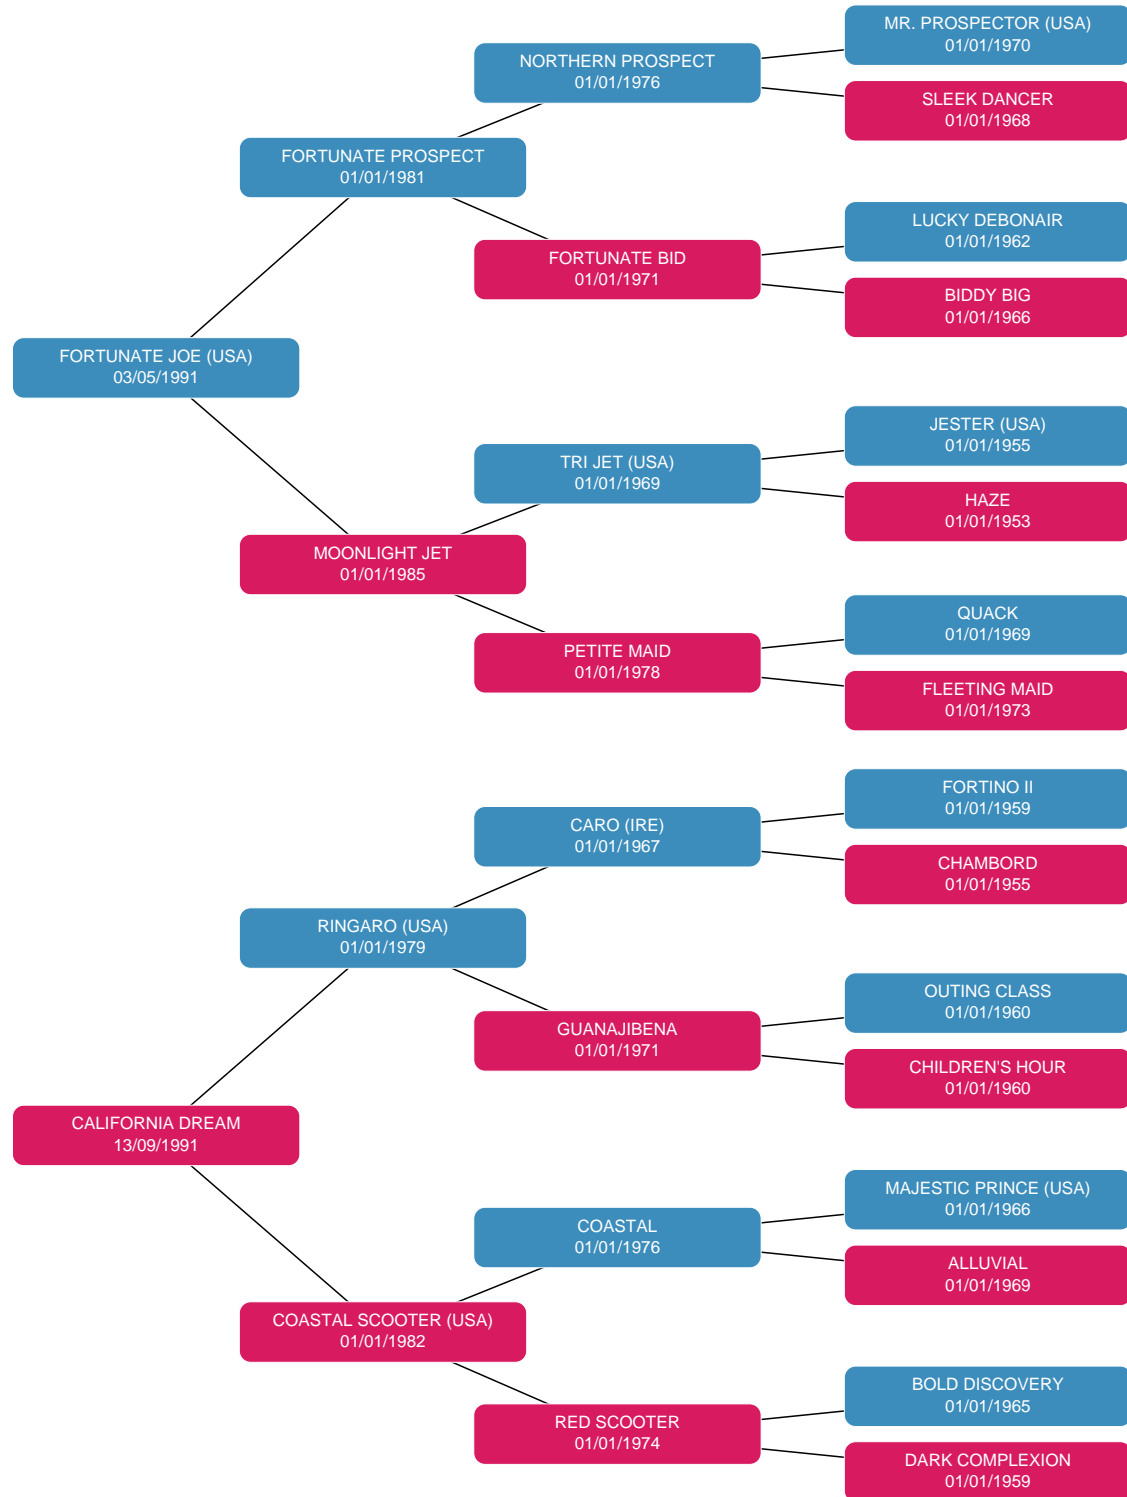 MR. PROSPECTOR (USA)
01/01/1970
NORTHERN PROSPECT
01/01/1976
SLEEK DANCER
01/01/1968
FORTUNATE PROSPECT
01/01/1981
LUCKY DEBONAIR
01/01/1962
FORTUNATE BID
01/01/1971
BIDDY BIG
01/01/1966
FORTUNATE JOE (USA)
03/05/1991
JESTER (USA)
01/01/1955
TRI JET (USA)
01/01/1969
HAZE
01/01/1953
MOONLIGHT JET
01/01/1985
QUACK
01/01/1969
PETITE MAID
01/01/1978
FLEETING MAID
01/01/1973
FORTINO II
01/01/1959
CARO (IRE)
01/01/1967
CHAMBORD
01/01/1955
RINGARO (USA)
01/01/1979
OUTING CLASS
01/01/1960
GUANAJIBENA
01/01/1971
CHILDREN'S HOUR
01/01/1960
CALIFORNIA DREAM
13/09/1991
MAJESTIC PRINCE (USA)
01/01/1966
COASTAL
01/01/1976
ALLUVIAL
01/01/1969
COASTAL SCOOTER (USA)
01/01/1982
BOLD DISCOVERY
01/01/1965
RED SCOOTER
01/01/1974
DARK COMPLEXION
01/01/1959